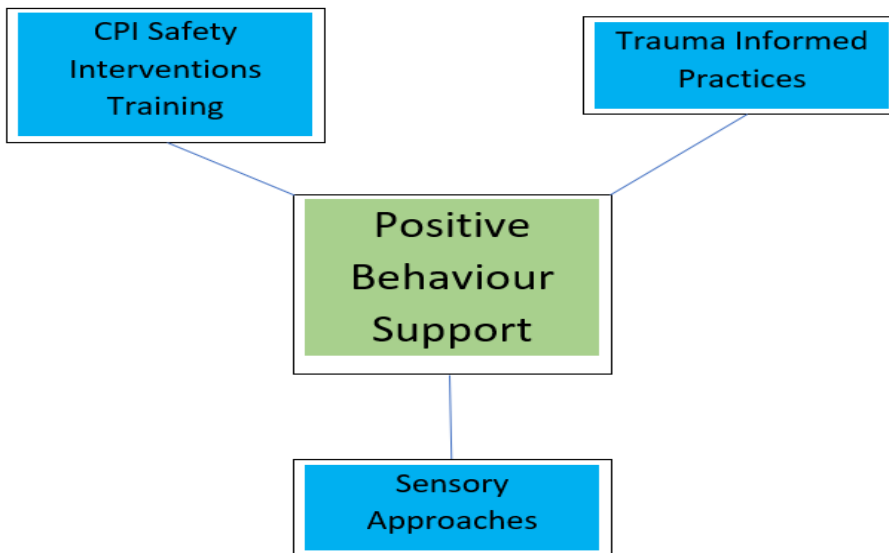 CPI Safety
Interventions
Training
Trauma Informed
Practices
Positive
Behaviour
Support
Sensory
Approaches